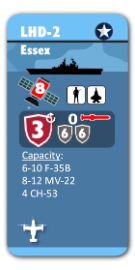 LHD-2
Essex
8
0
3
6 6
Capacity:
6-10 F-35B
8-12 MV-22
4 CH-53